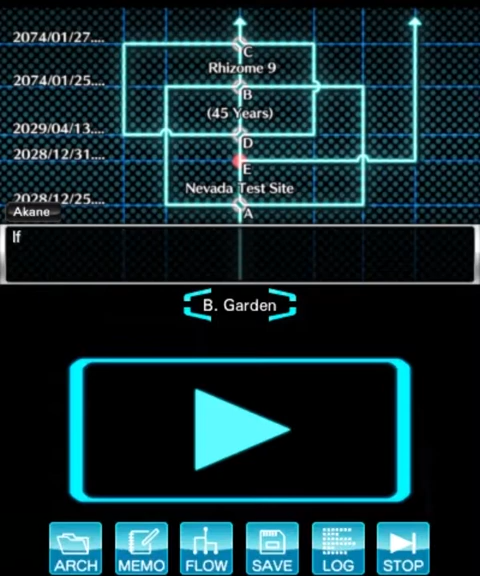 2074/01/27....
C
Rhizome 9
2074/01/25....
B
(45 Years)
2029/04/13....
D
2028/12/31....
E
Nevada Test Site
2028/12/25....
A
Akane
If
B. Garden
ARCH
MEMO
FLOW
SAVE
LOG
STOP